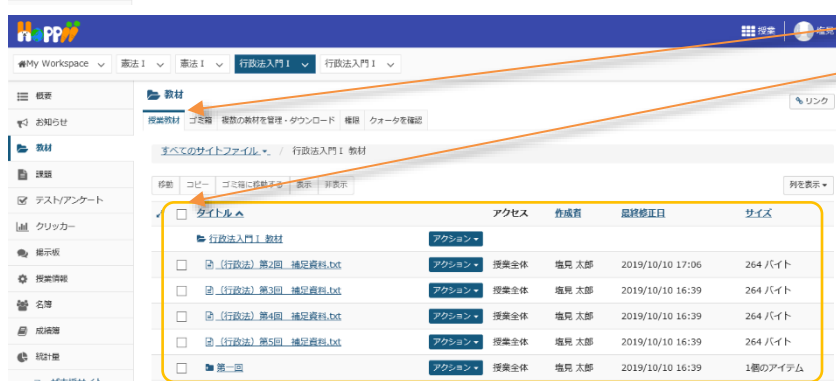 Hoppii
授業 塩見
My Workspace 憲法Ⅰ 憲法Ⅰ 行政法入門Ⅰ 行政法入門Ⅰ
概要
お知らせ
教材
課題
テスト/アンケート
クリッカー
掲示板
授業情報
名簿
成績簿
統計量
教材
リンク
授業教材 ゴミ箱 複数の教材を管理・ダウンロード 権限 クォータを確認
すべてのサイトファイル / 行政法入門Ⅰ 教材
移動 コピー ゴミ箱に移動する 表示 非表示 列を表示
タイトル アクセス 作成者 最終修正日 サイズ
行政法入門Ⅰ 教材 アクション
(行政法)第2回 補足資料.txt アクション 授業全体 塩見 太郎 2019/10/10 17:06 264 バイト
(行政法)第3回 補足資料.txt アクション 授業全体 塩見 太郎 2019/10/10 16:39 264 バイト
(行政法)第4回 補足資料.txt アクション 授業全体 塩見 太郎 2019/10/10 16:39 264 バイト
(行政法)第5回 補足資料.txt アクション 授業全体 塩見 太郎 2019/10/10 16:39 264 バイト
第一回 アクション 授業全体 塩見 太郎 2019/10/10 16:39 1個のアイテム